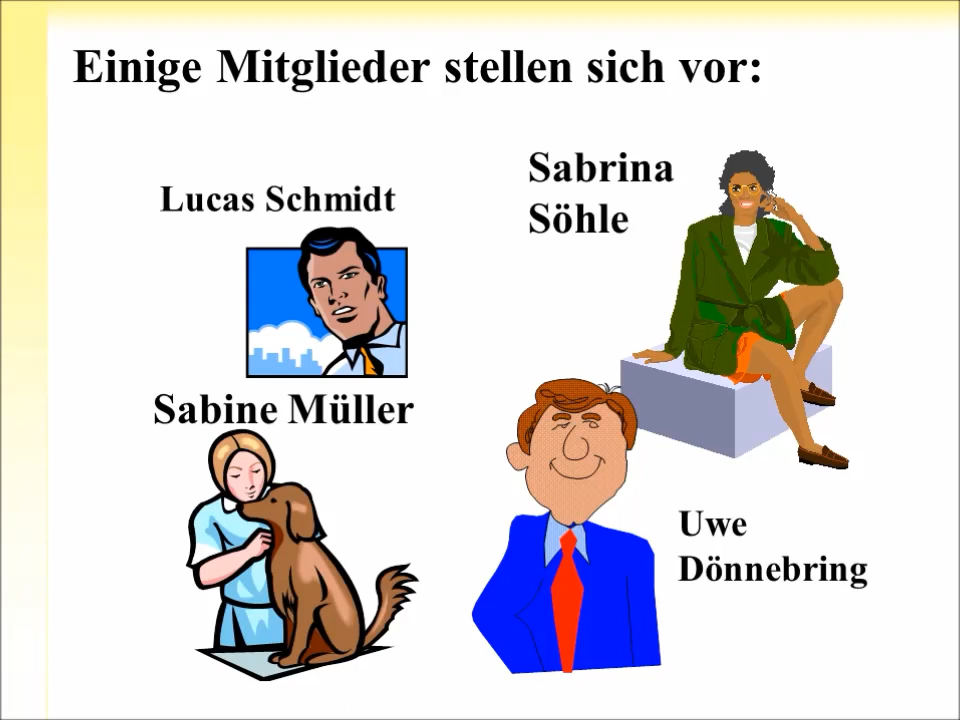 Einige Mitglieder stellen sich vor:
Lucas Schmidt
Sabrina
Söhle
Sabine Müller
Uwe
Dönnebring